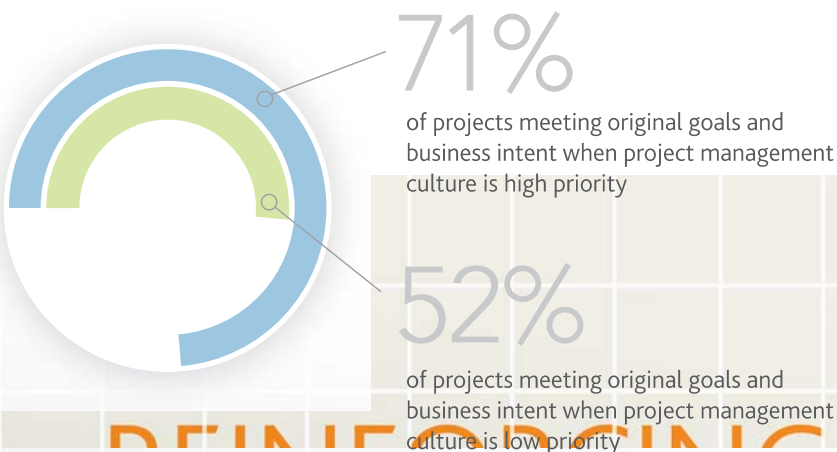 71%
of projects meeting original goals and
business intent when project management
culture is high priority
52%
of projects meeting original goals and
business intent when project management
culture is low priority
REINFORCING